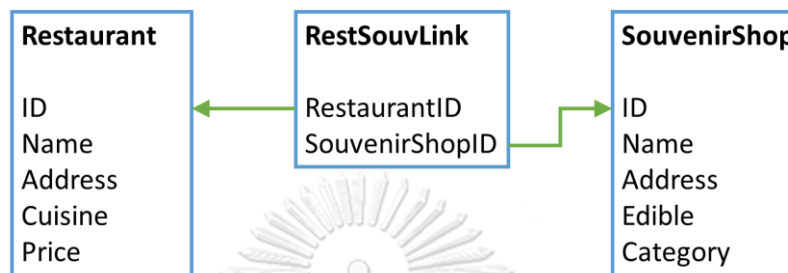 Restaurant
ID
Name
Address
Cuisine
Price
RestSouvLink
RestaurantID
SouvenirShopID
SouvenirShop
ID
Name
Address
Edible
Category